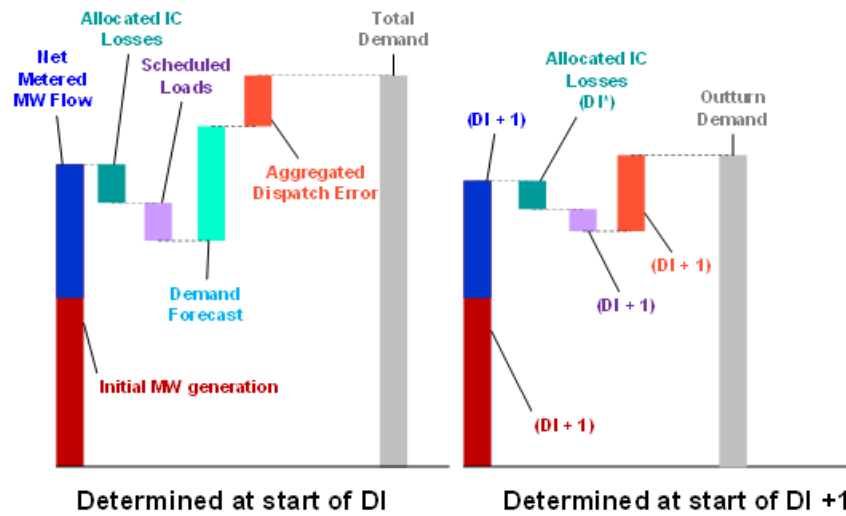 Allocated IC
Losses
Net
Metered
MW Flow
Scheduled
Loads
Total
Demand
Aggregated
Dispatch Error
Demand
Forecast
Initial MW generation
Determined at start of DI
Allocated IC
Losses
(DI*)
(DI + 1)
Outturn
Demand
(DI + 1)
(DI + 1)
(DI + 1)
Determined at start of DI +1